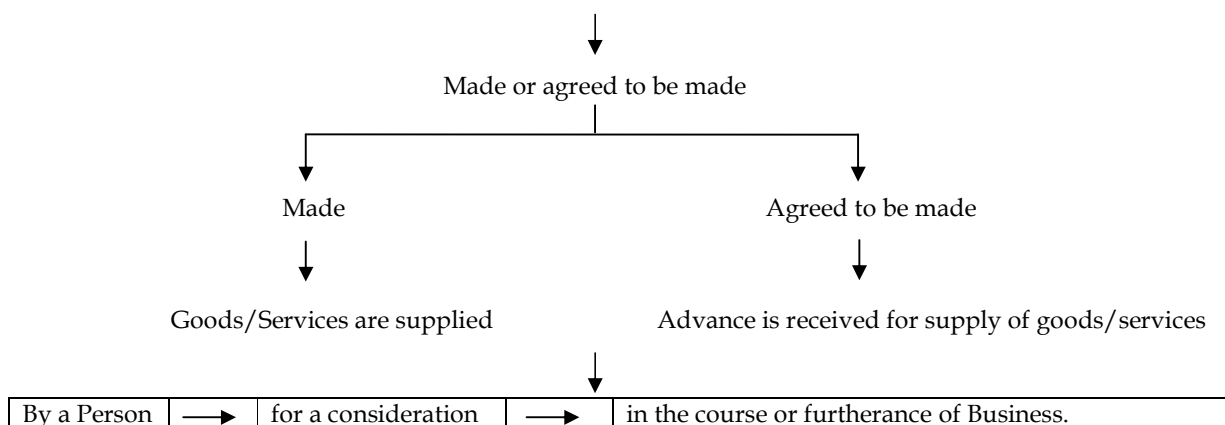 Made or agreed to be made
Made Agreed to be made
Goods/Services are supplied Advance is received for supply of goods/services
By a Person for a consideration in the course or furtherance of Business.